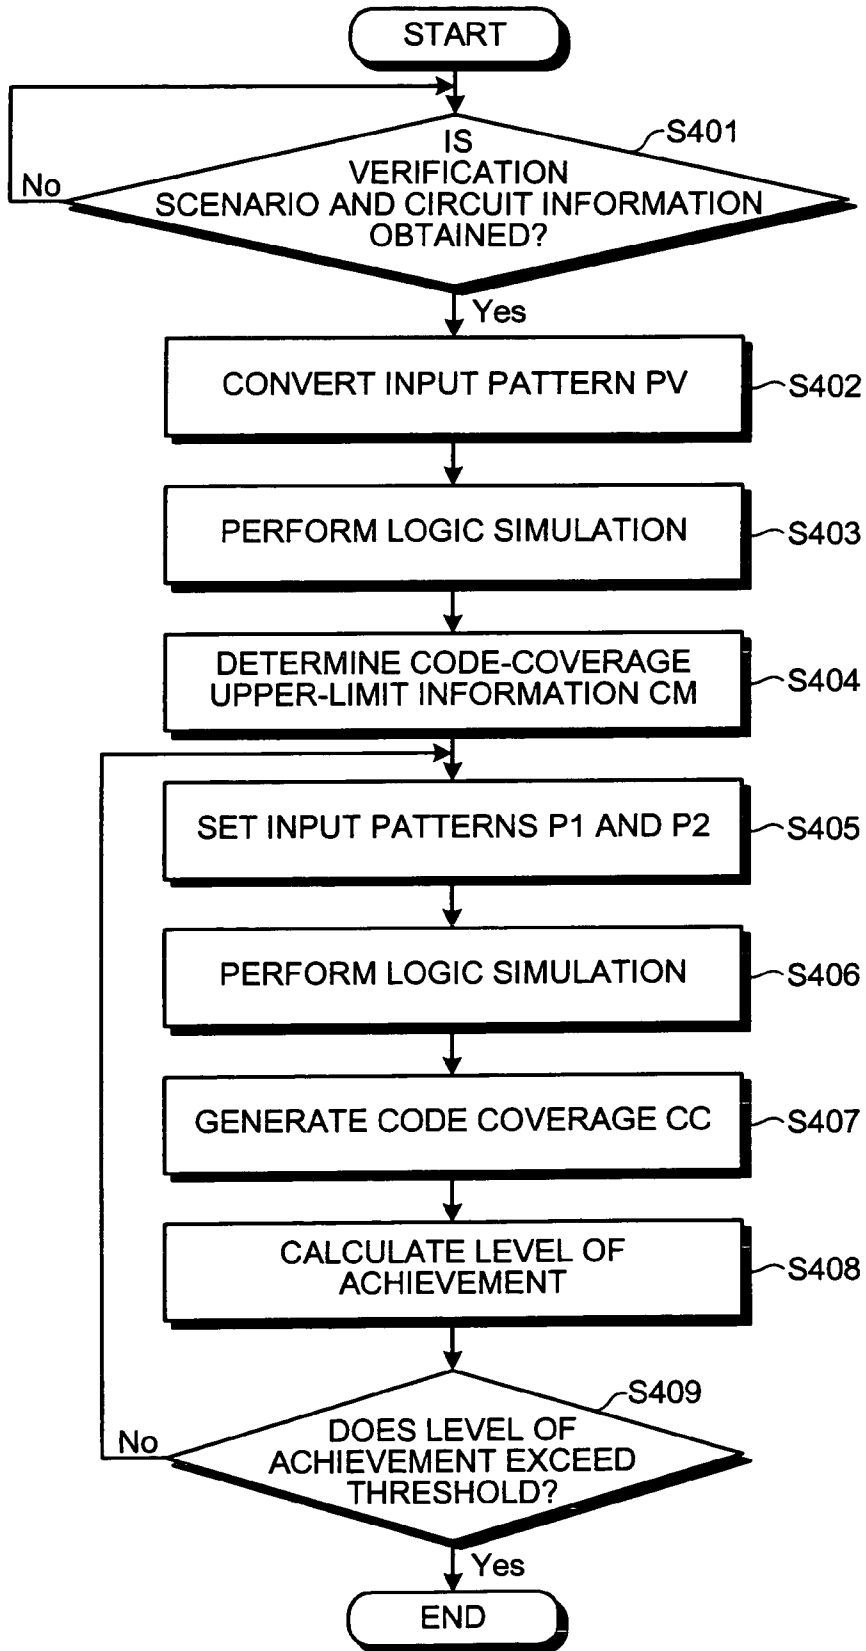 START
S401
IS
VERIFICATION
SCENARIO AND CIRCUIT INFORMATION
OBTAINED?
No
Yes
CONVERT INPUT PATTERN PV
S402
PERFORM LOGIC SIMULATION
S403
DETERMINE CODE-COVERAGE
UPPER-LIMIT INFORMATION CM
S404
SET INPUT PATTERNS P1 AND P2
S405
PERFORM LOGIC SIMULATION
S406
GENERATE CODE COVERAGE CC
S407
CALCULATE LEVEL OF
ACHIEVEMENT
S408
S409
DOES LEVEL OF
ACHIEVEMENT EXCEED
THRESHOLD?
No
Yes
END